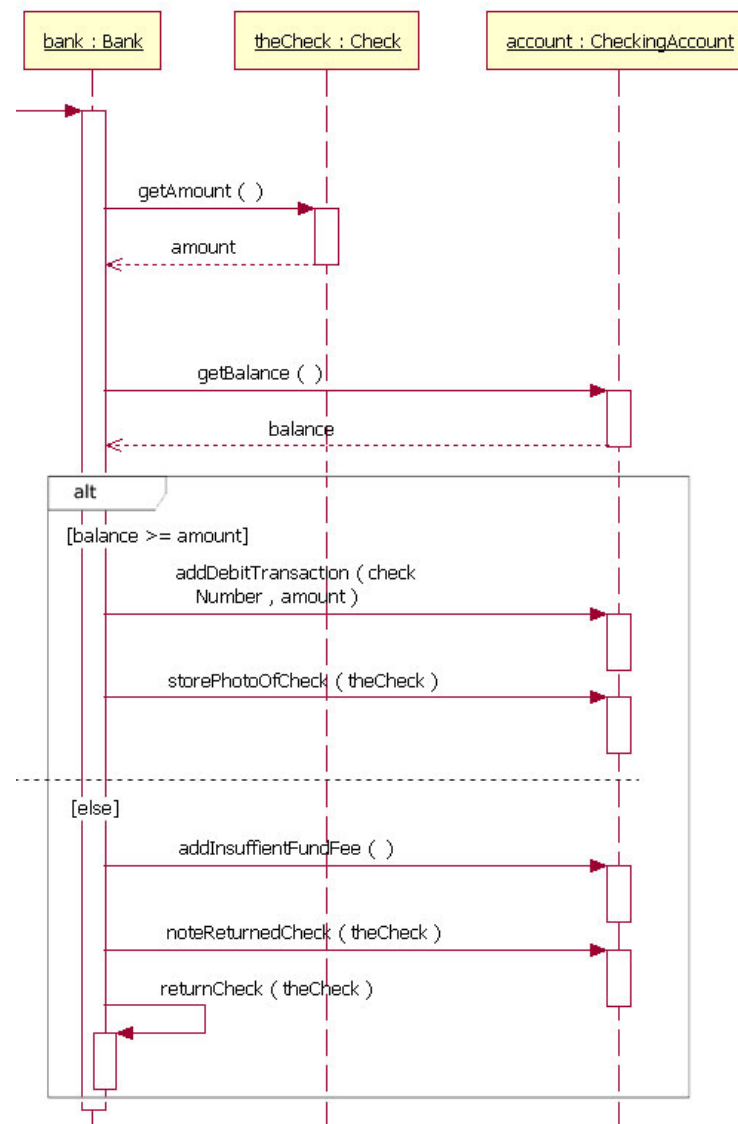 bank : Bank
theCheck : Check
account : CheckingAccount
getAmount ( )
amount
getBalance ( )
balance
alt
[balance >= amount]
addDebitTransaction ( check
Number , amount )
storePhotoOfCheck ( theCheck )
[else]
addInsuffientFundFee ( )
noteReturnedCheck ( theCheck )
returnCheck ( theCheck )